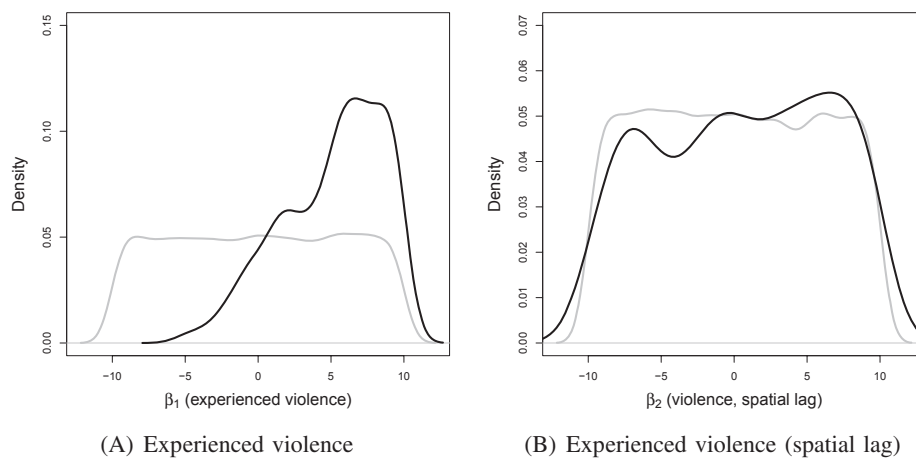 0.15
0.10
0.05
0.00
Density
−10 −5 0 5 10
β1 (experienced violence)
(A) Experienced violence
0.07
0.06
0.05
0.04
0.03
0.02
0.01
0.00
Density
−10 −5 0 5 10
β2 (violence, spatial lag)
(B) Experienced violence (spatial lag)